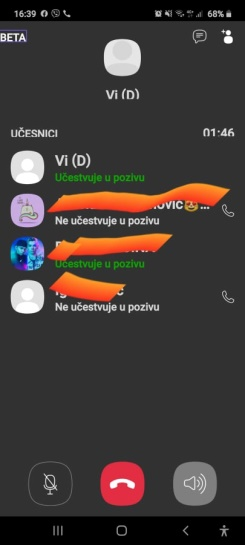 16:39 68%
BETA
Vi (D)
UČESNICI 01:46
Vi (D)
Učestvuje u pozivu
Ne učestvuje u pozivu
Učestvuje u pozivu
Ne učestvuje u pozivu